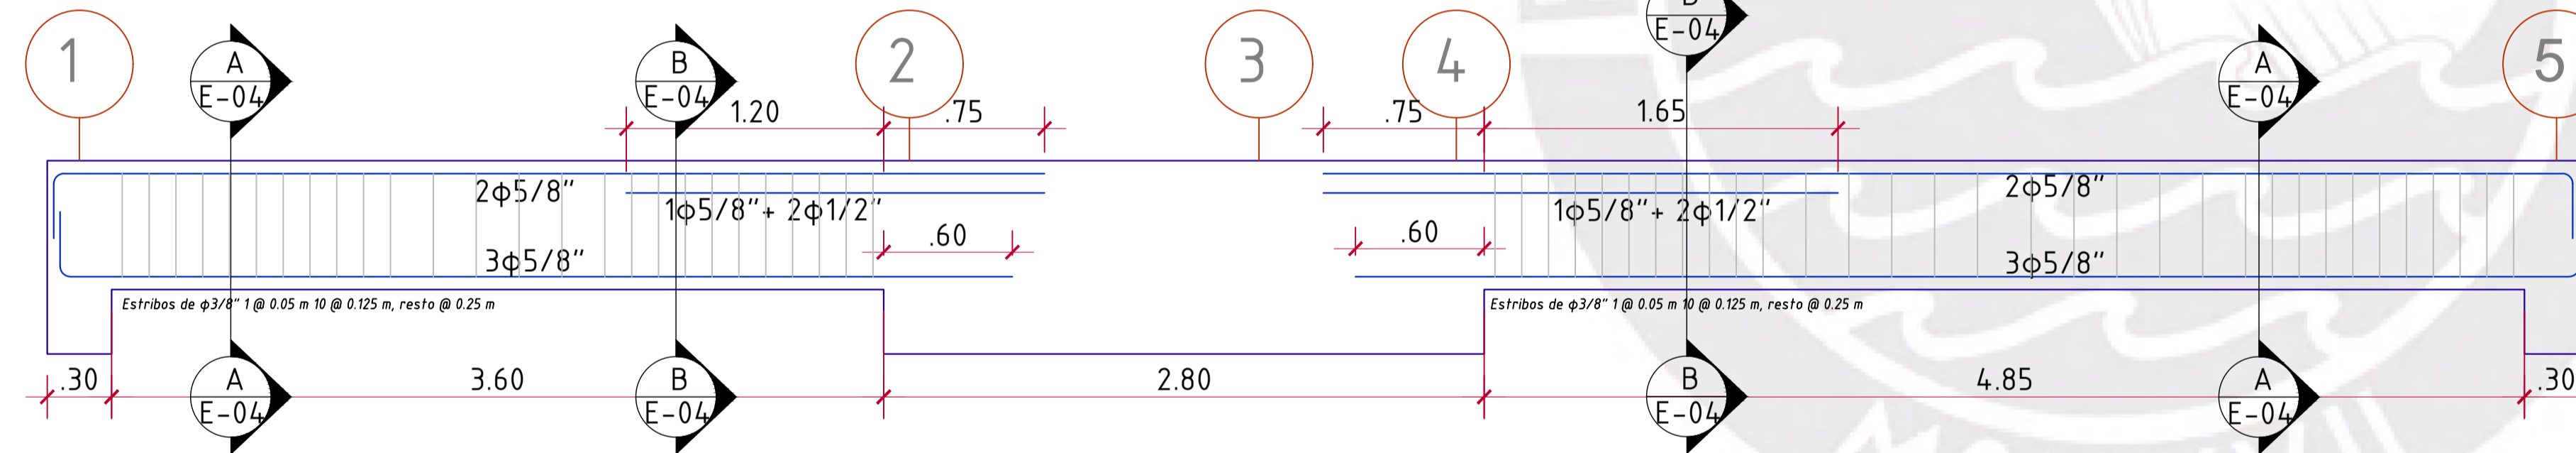 1
A
E-04
B
E-04
2
3
4
B
E-04
A
E-04
5
1.20
.75
.75
1.65
2ϕ5/8"
1ϕ5/8"+ 2ϕ1/2"
1ϕ5/8"+ 2ϕ1/2"
2ϕ5/8"
.60
.60
3ϕ5/8"
3ϕ5/8"
Estribos de ϕ3/8" 1 @ 0.05 m 10 @ 0.125 m, resto @ 0.25 m
Estribos de ϕ3/8" 1 @ 0.05 m 10 @ 0.125 m, resto @ 0.25 m
.30
A
E-04
3.60
B
E-04
2.80
B
E-04
4.85
A
E-04
.30